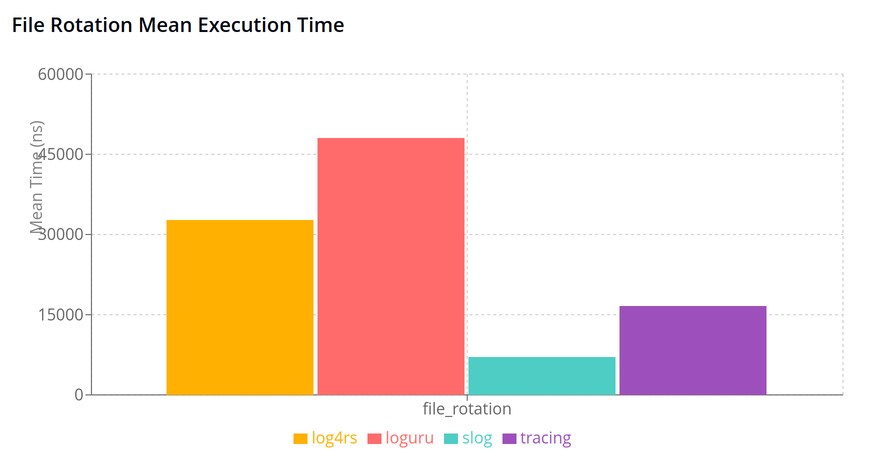 File Rotation Mean Execution Time
60000
45000
30000
15000
0
Mean Time (ns)
file_rotation
log4rs loguru slog tracing